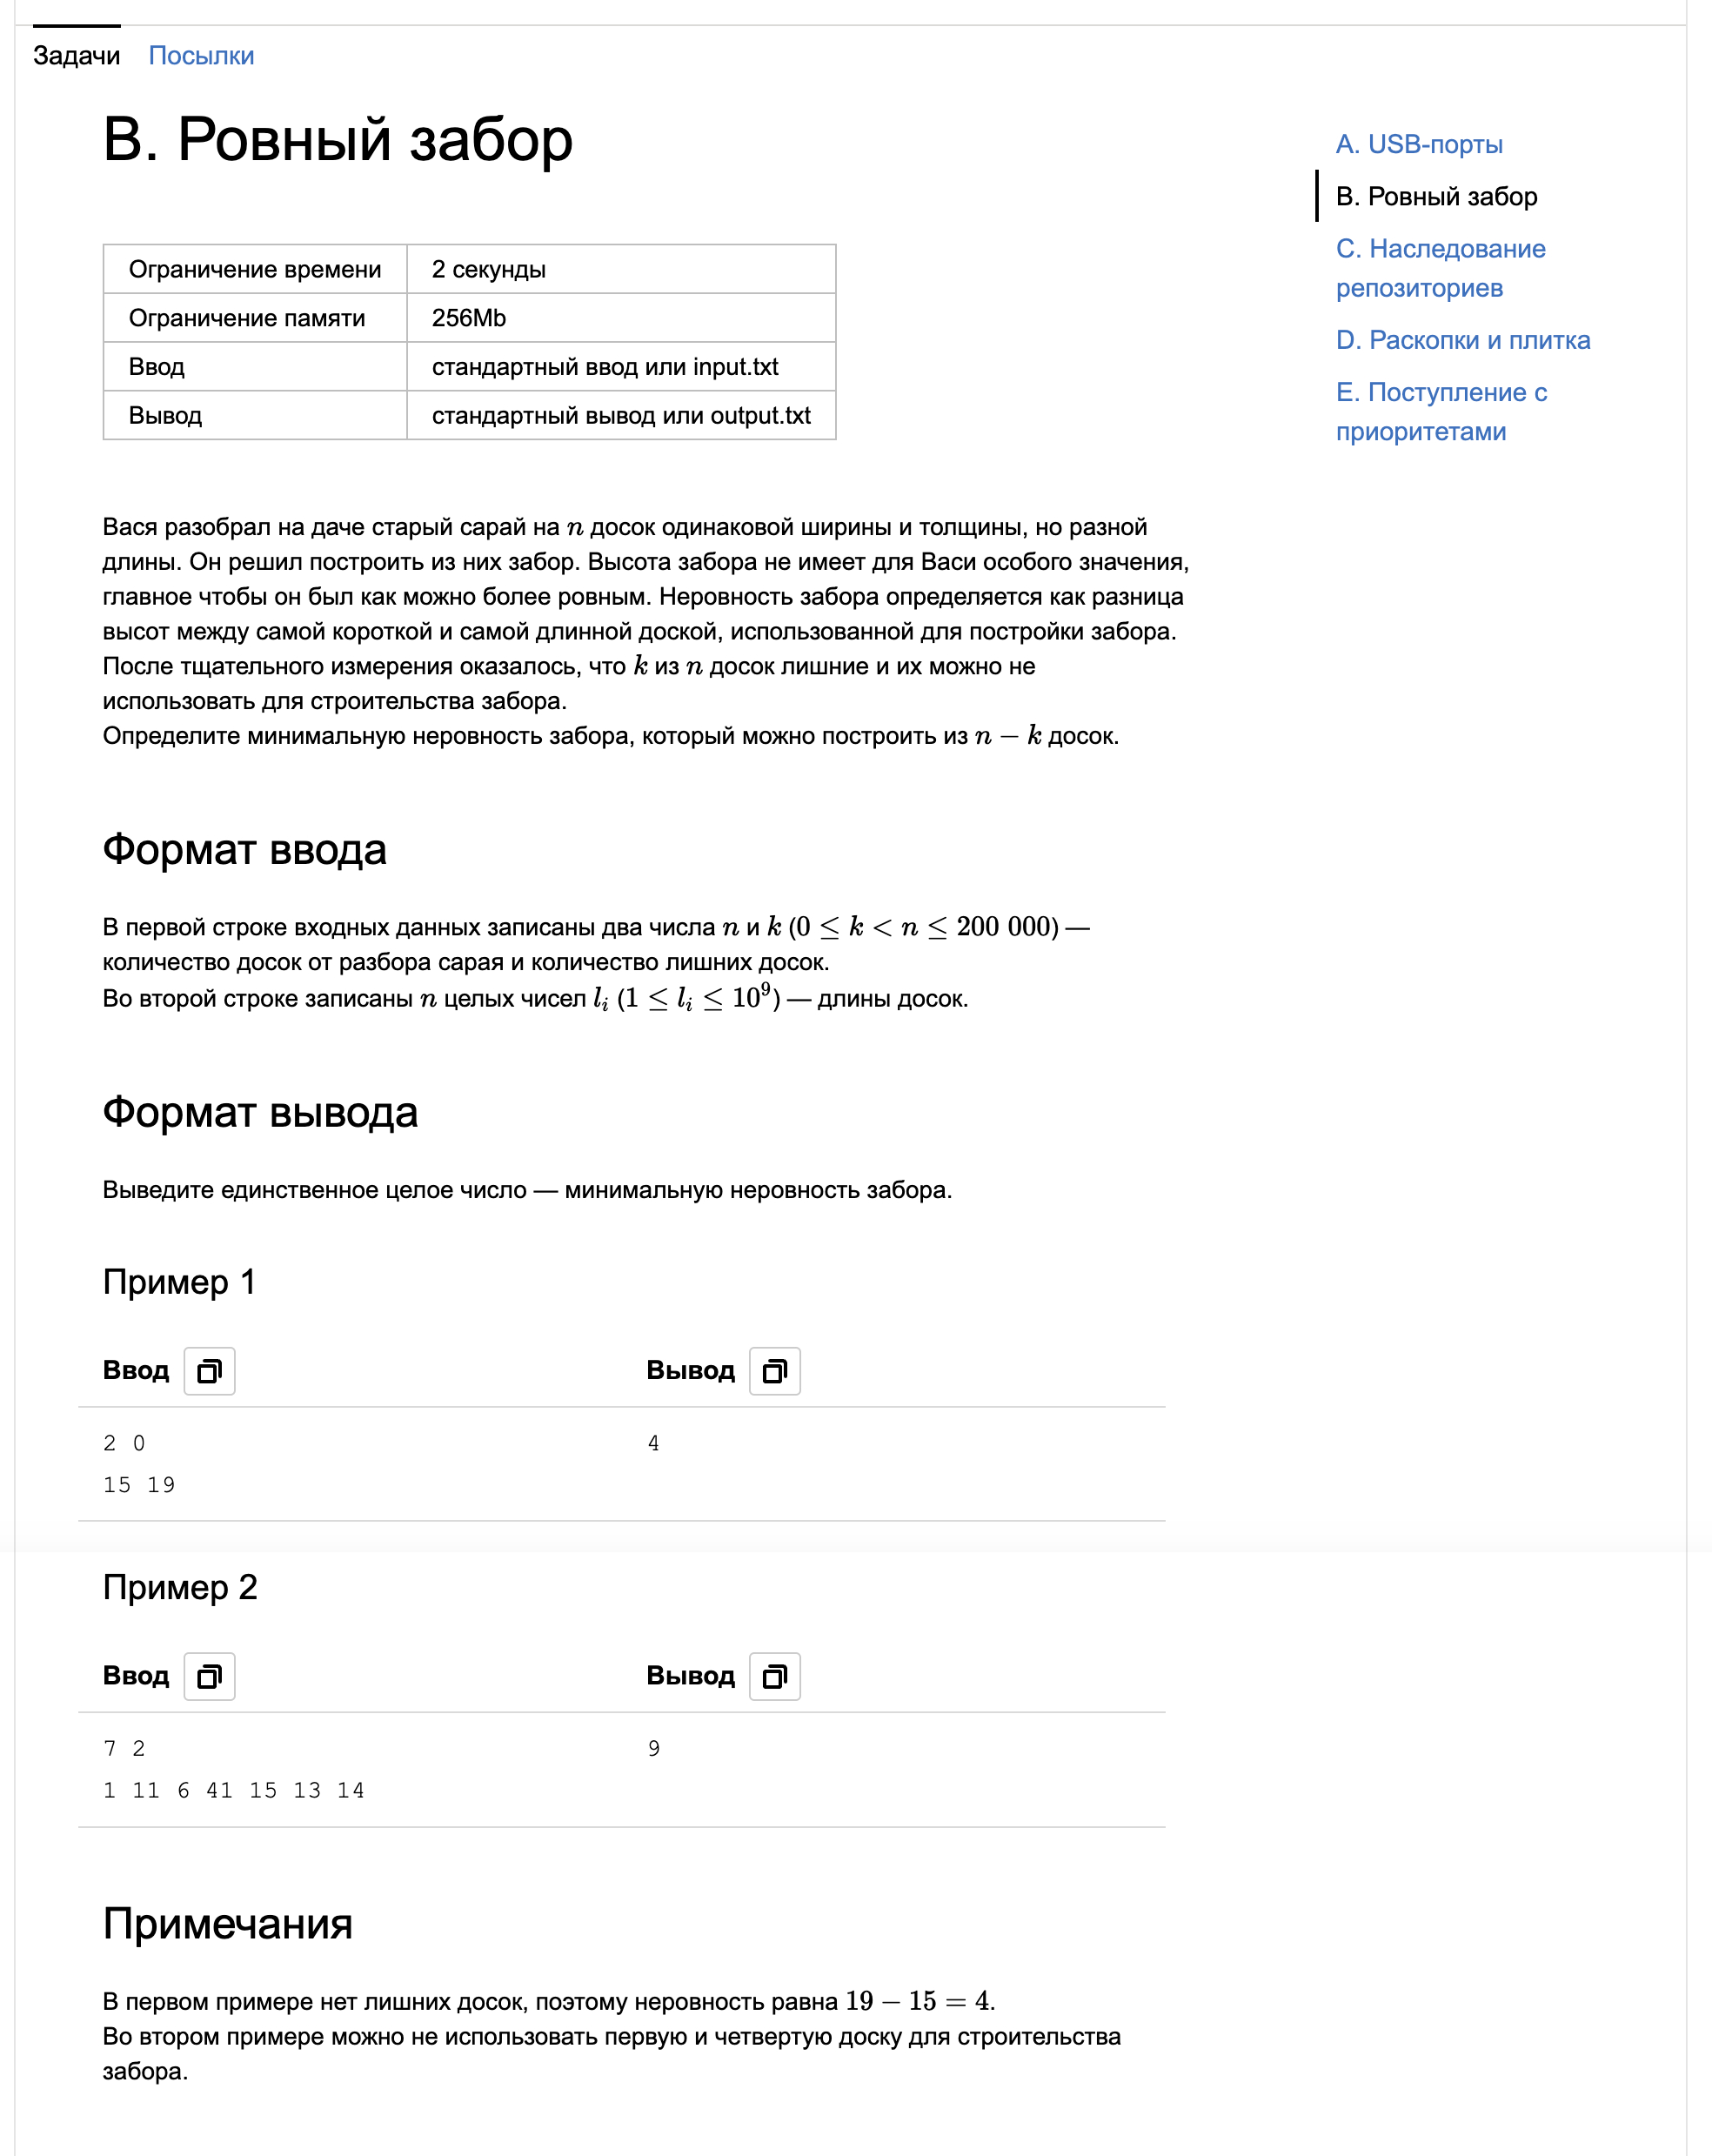 Задачи Посылки
B. Ровный забор
Ограничение времени 2 секунды
Ограничение памяти 256Mb
Ввод стандартный ввод или input.txt
Вывод стандартный вывод или output.txt
Вася разобрал на даче старый сарай на n досок одинаковой ширины и толщины, но разной
длины. Он решил построить из них забор. Высота забора не имеет для Васи особого значения,
главное чтобы он был как можно более ровным. Неровность забора определяется как разница
высот между самой короткой и самой длинной доской, использованной для постройки забора.
После тщательного измерения оказалось, что k из n досок лишние и их можно не
использовать для строительства забора.
Определите минимальную неровность забора, который можно построить из n − k досок.
Формат ввода
В первой строке входных данных записаны два числа n и k (0 ≤ k < n ≤ 200 000) —
количество досок от разбора сарая и количество лишних досок.
Во второй строке записаны n целых чисел lᵢ (1 ≤ lᵢ ≤ 10⁹) — длины досок.
Формат вывода
Выведите единственное целое число — минимальную неровность забора.
Пример 1
Ввод Вывод
2 0 4
15 19
Пример 2
Ввод Вывод
7 2 9
1 11 6 41 15 13 14
Примечания
В первом примере нет лишних досок, поэтому неровность равна 19 − 15 = 4.
Во втором примере можно не использовать первую и четвертую доску для строительства
забора.
A. USB-порты
B. Ровный забор
C. Наследование
репозиториев
D. Раскопки и плитка
E. Поступление с
приоритетами